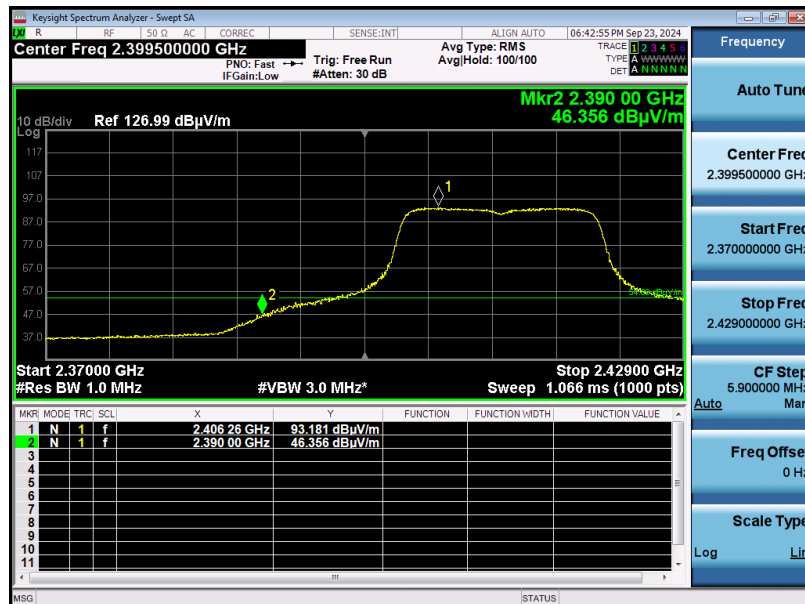 Keysight Spectrum Analyzer - Swept SA
R RF 50 Ω AC CORREC SENSE:INT ALIGN AUTO 06:42:55 PM Sep 23, 2024
Center Freq 2.399500000 GHz
PNO: Fast
IFGain:Low
Trig: Free Run
#Atten: 30 dB
Avg Type: RMS
Avg|Hold: 100/100
TRACE 1 2 3 4 5 6
TYPE A WWWWW
DET A N N N N N
Mkr2 2.390 00 GHz
46.356 dBµV/m
10 dB/div Ref 126.99 dBµV/m
Log
117
107
97.0
87.0
77.0
67.0
57.0
47.0
37.0
1
2
Start 2.37000 GHz Stop 2.42900 GHz
#Res BW 1.0 MHz #VBW 3.0 MHz* Sweep 1.066 ms (1000 pts)
MKR MODE TRC SCL X Y FUNCTION FUNCTION WIDTH FUNCTION VALUE
1 N 1 f 2.406 26 GHz 93.181 dBµV/m
2 N 1 f 2.390 00 GHz 46.356 dBµV/m
3
4
5
6
7
8
9
10
11
MSG STATUS
Frequency
Auto Tune
Center Freq
2.399500000 GHz
Start Freq
2.370000000 GHz
Stop Freq
2.429000000 GHz
CF Step
5.900000 MHz
Auto Man
Freq Offset
0 Hz
Scale Type
Log Lin